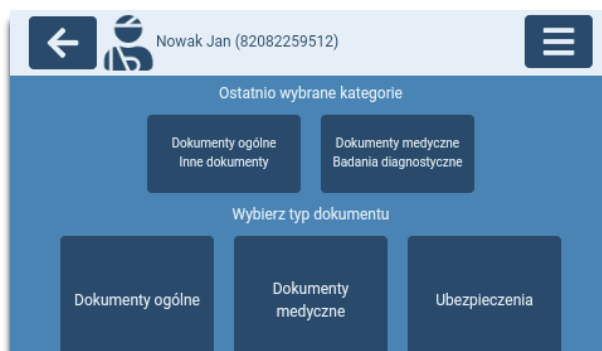 Nowak Jan (82082259512)
Ostatnio wybrane kategorie
Dokumenty ogólne
Inne dokumenty
Dokumenty medyczne
Badania diagnostyczne
Wybierz typ dokumentu
Dokumenty ogólne
Dokumenty
medyczne
Ubezpieczenia